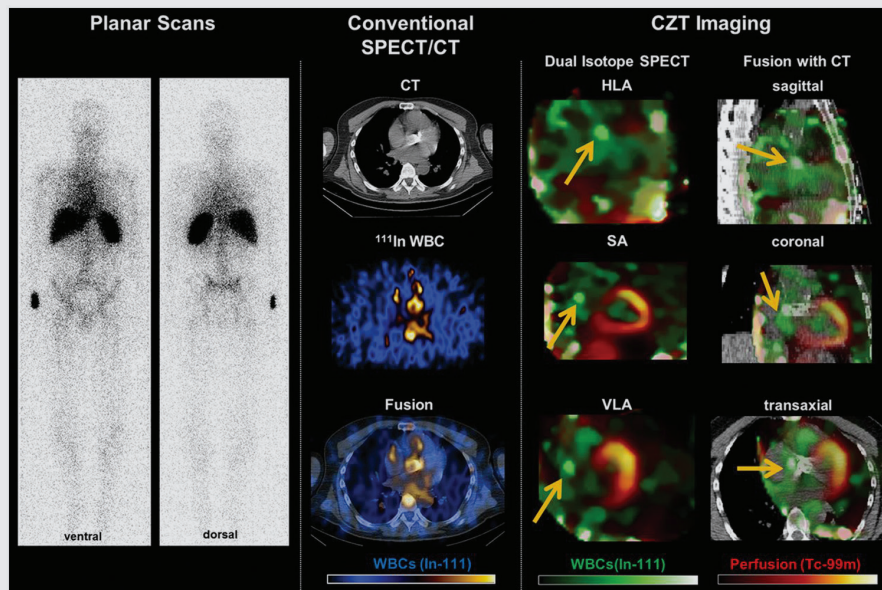 Planar Scans
ventral
dorsal
Conventional
SPECT/CT
CT
¹¹¹In WBC
Fusion
WBCs (In-111)
CZT Imaging
Dual Isotope SPECT
HLA
SA
VLA
WBCs(In-111)
Fusion with CT
sagittal
coronal
transaxial
Perfusion (Tc-99m)